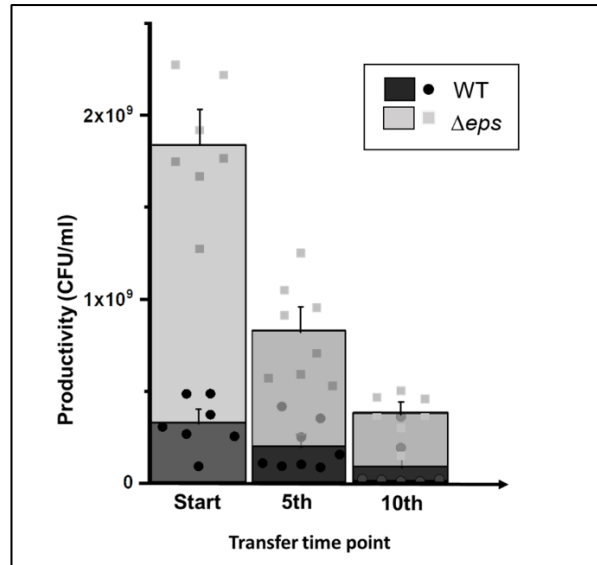 WT
Δeps
2x10⁹
1x10⁹
0
Productivity (CFU/ml)
Start 5th 10th
Transfer time point